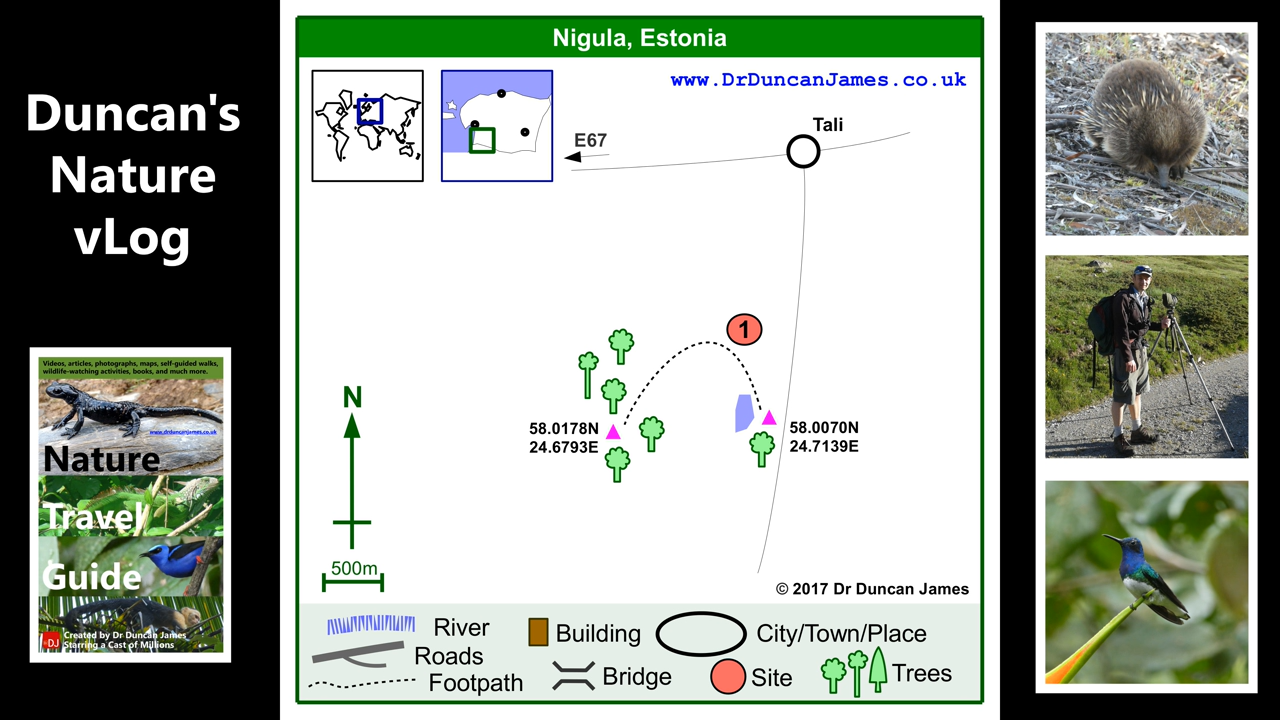 Duncan's
Nature
vLog
Videos, articles, photographs, maps, self-guided walks,
wildlife-watching activities, books, and much more.
www.drduncanjames.co.uk
Nature
Travel
Guide
DJ
Created by Dr Duncan James
Starring a Cast of Millions
Nigula, Estonia
www.DrDuncanJames.co.uk
E67
Tali
1
58.0178N
24.6793E
58.0070N
24.7139E
N
500m
© 2017 Dr Duncan James
River
Building
City/Town/Place
Roads
Footpath
Bridge
Site
Trees